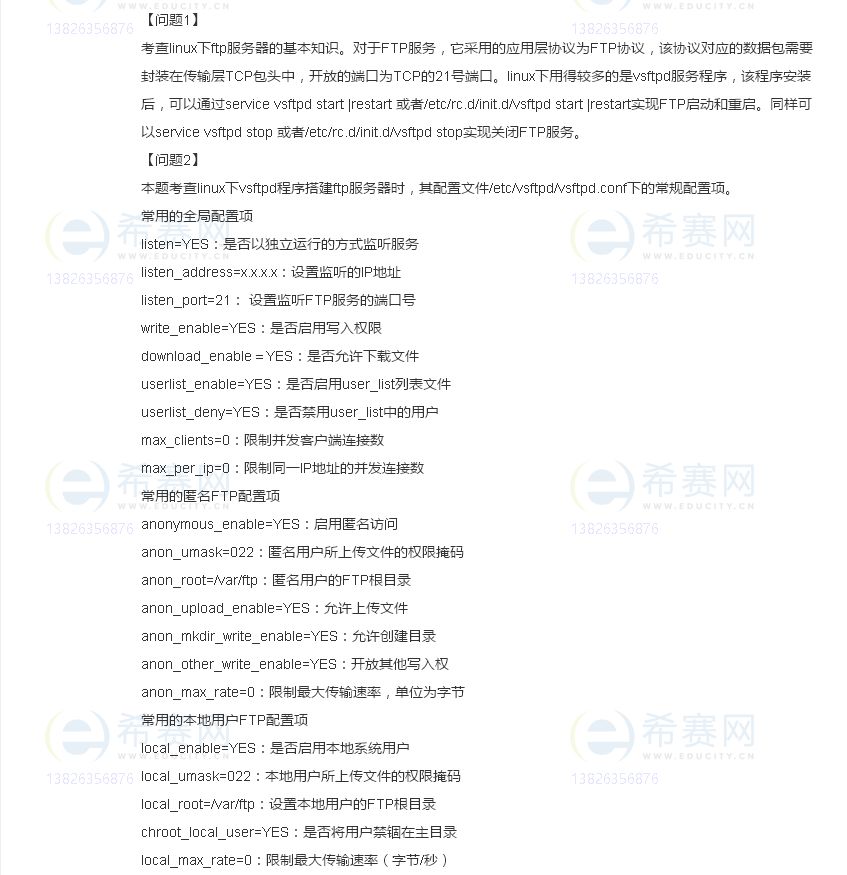 【问题1】
考查linux下ftp服务器的基本知识。对于FTP服务，它采用的应用层协议为FTP协议，该协议对应的数据包需要
封装在传输层TCP包头中，开放的端口为TCP的21号端口。linux下用得较多的是vsftpd服务程序，该程序安装
后，可以通过service vsftpd start |restart 或者/etc/rc.d/init.d/vsftpd start |restart实现FTP启动和重启。同样可
以service vsftpd stop 或者/etc/rc.d/init.d/vsftpd stop实现关闭FTP服务。
【问题2】
本题考查linux下vsftpd程序搭建ftp服务器时，其配置文件/etc/vsftpd/vsftpd.conf下的常规配置项。
常用的全局配置项
listen=YES：是否以独立运行的方式监听服务
listen_address=x.x.x.x：设置监听的IP地址
listen_port=21： 设置监听FTP服务的端口号
write_enable=YES：是否启用写入权限
download_enable＝YES：是否允许下载文件
userlist_enable=YES：是否启用user_list列表文件
userlist_deny=YES：是否禁用user_list中的用户
max_clients=0：限制并发客户端连接数
max_per_ip=0：限制同一IP地址的并发连接数
常用的匿名FTP配置项
anonymous_enable=YES：启用匿名访问
anon_umask=022：匿名用户所上传文件的权限掩码
anon_root=/var/ftp：匿名用户的FTP根目录
anon_upload_enable=YES：允许上传文件
anon_mkdir_write_enable=YES：允许创建目录
anon_other_write_enable=YES：开放其他写入权
anon_max_rate=0：限制最大传输速率，单位为字节
常用的本地用户FTP配置项
local_enable=YES：是否启用本地系统用户
local_umask=022：本地用户所上传文件的权限掩码
local_root=/var/ftp：设置本地用户的FTP根目录
chroot_local_user=YES：是否将用户禁锢在主目录
local_max_rate=0：限制最大传输速率（字节/秒）
WWW.EDUCITY.CN
13826356876
WWW.EDUCITY.CN
13826356876
希赛网
WWW.EDUCITY.CN
13826356876
希赛网
WWW.EDUCITY.CN
13826356876
希赛网
WWW.EDUCITY.CN
13826356876
希赛网
WWW.EDUCITY.CN
13826356876
希赛网
WWW.EDUCITY.CN
13826356876
希赛网
WWW.EDUCITY.CN
13826356876